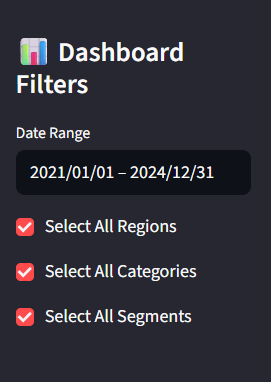 Dashboard
Filters
Date Range
2021/01/01 – 2024/12/31
Select All Regions
Select All Categories
Select All Segments